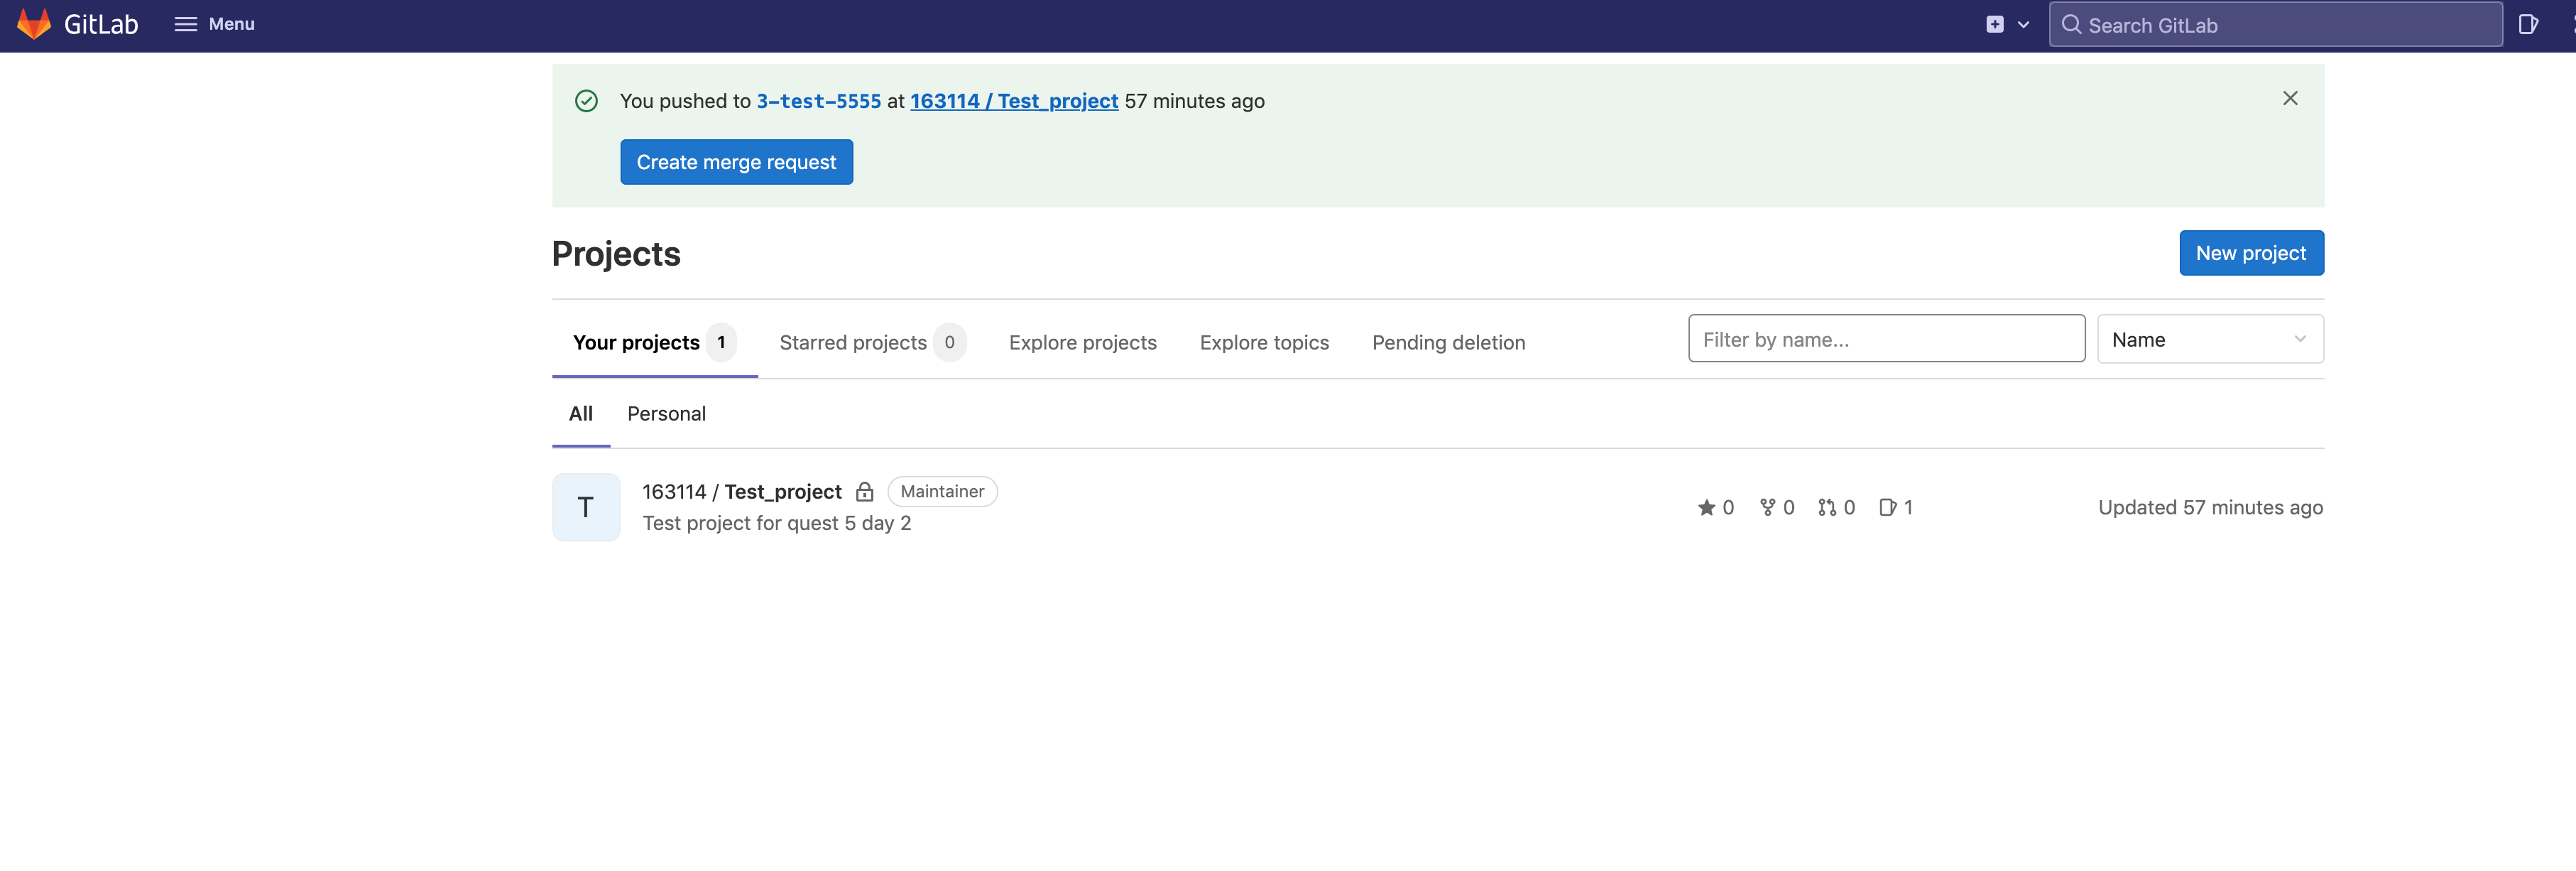 GitLab Menu Search GitLab
You pushed to 3-test-5555 at 163114 / Test_project 57 minutes ago
Create merge request
Projects New project
Your projects 1 Starred projects 0 Explore projects Explore topics Pending deletion Filter by name... Name
All Personal
T 163114 / Test_project Maintainer
Test project for quest 5 day 2
0 0 0 1 Updated 57 minutes ago